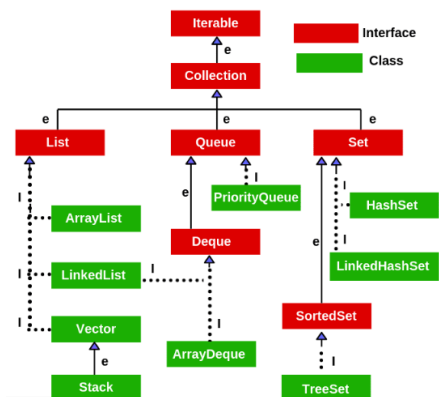 Iterable
Interface
e
Class
Collection
e e e
List Queue Set
I I I
e PriorityQueue HashSet
ArrayList
Deque e I
I LinkedList I LinkedHashSet
I I SortedSet
Vector
e ArrayDeque I
Stack TreeSet